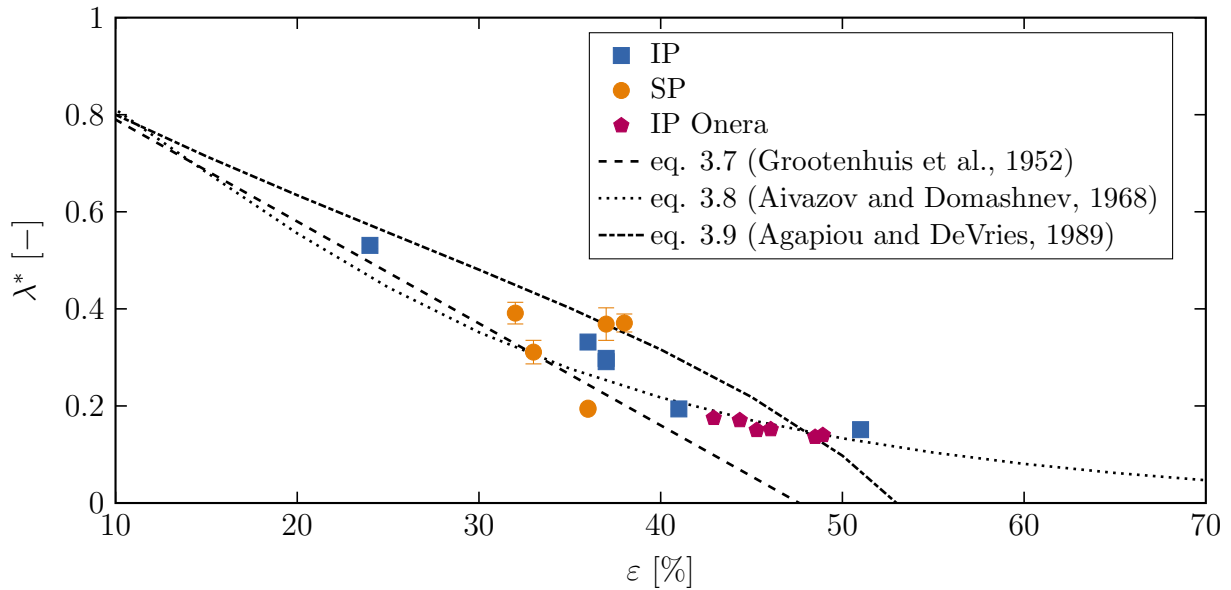 1
0.8
0.6
0.4
0.2
0
λ* [−]
IP
SP
IP Onera
eq. 3.7 (Grootenhuis et al., 1952)
eq. 3.8 (Aivazov and Domashnev, 1968)
eq. 3.9 (Agapiou and DeVries, 1989)
10 20 30 40 50 60 70
ε [%]